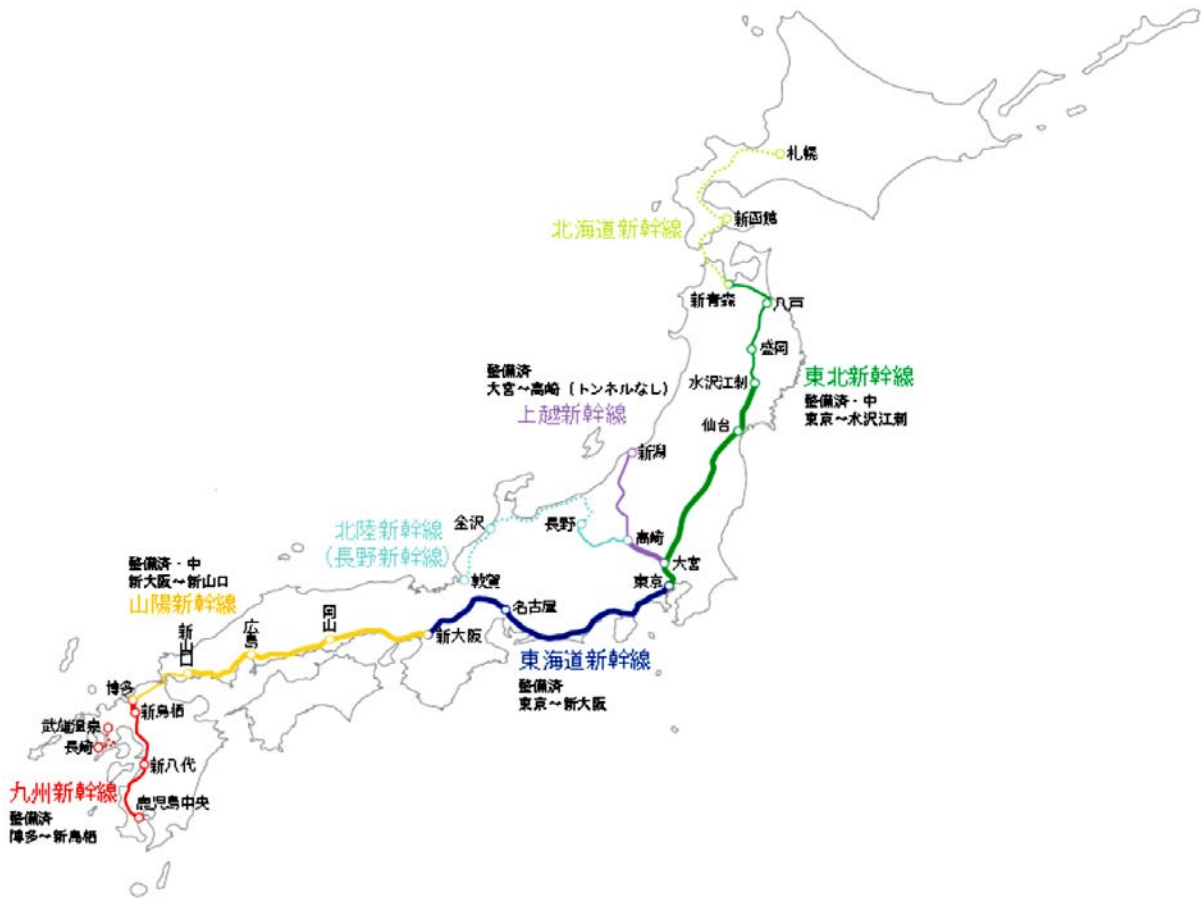 札幌
新函館
北海道新幹線
新青森
八戸
盛岡
整備済
大宮～高崎（トンネルなし）
上越新幹線
水沢江刺
東北新幹線
整備済・中
東京～水沢江刺
仙台
新潟
金沢
長野
北陸新幹線
(長野新幹線)
高崎
大宮
敦賀
東京
整備済・中
新大阪～新山口
山陽新幹線
新山口
広島
岡山
名古屋
新大阪
東海道新幹線
整備済
東京～新大阪
博多
新鳥栖
武雄温泉
長崎
新八代
九州新幹線
鹿児島中央
整備済
博多～新鳥栖